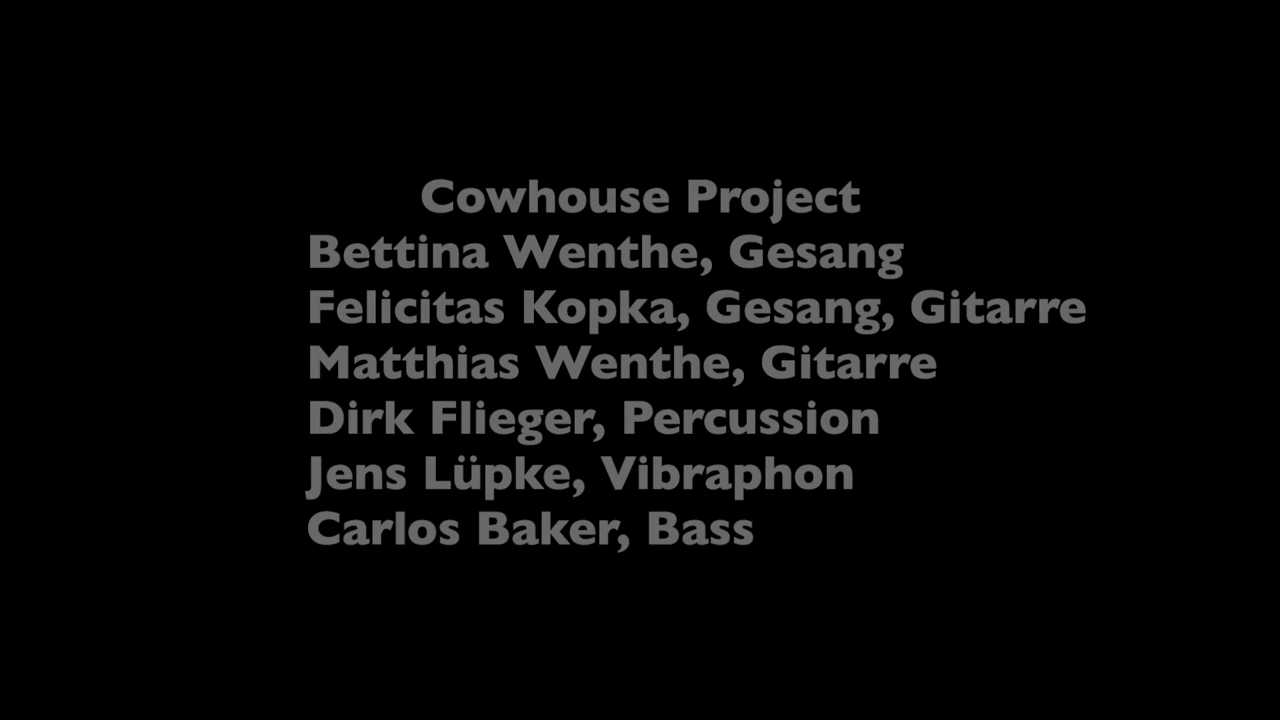 Cowhouse Project
Bettina Wenthe, Gesang
Felicitas Kopka, Gesang, Gitarre
Matthias Wenthe, Gitarre
Dirk Flieger, Percussion
Jens Lüpke, Vibraphon
Carlos Baker, Bass